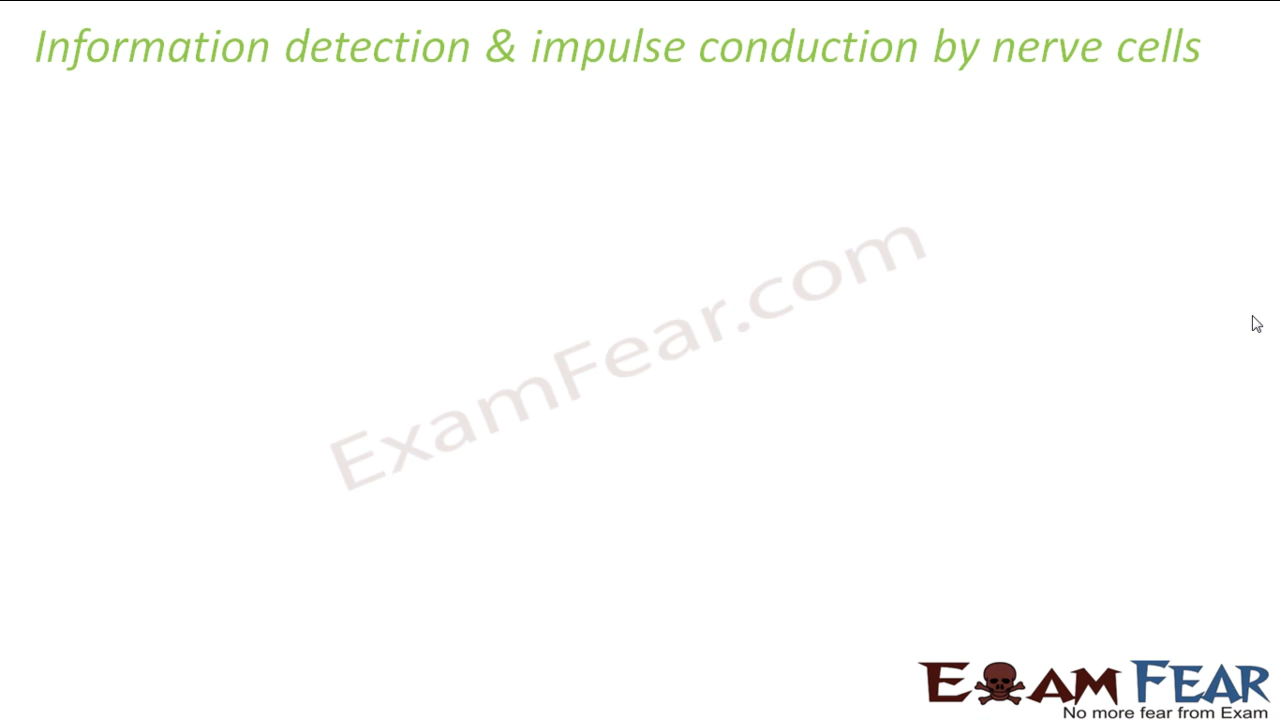 Information detection & impulse conduction by nerve cells
ExamFear.com
EXAM FEAR
No more fear from Exam